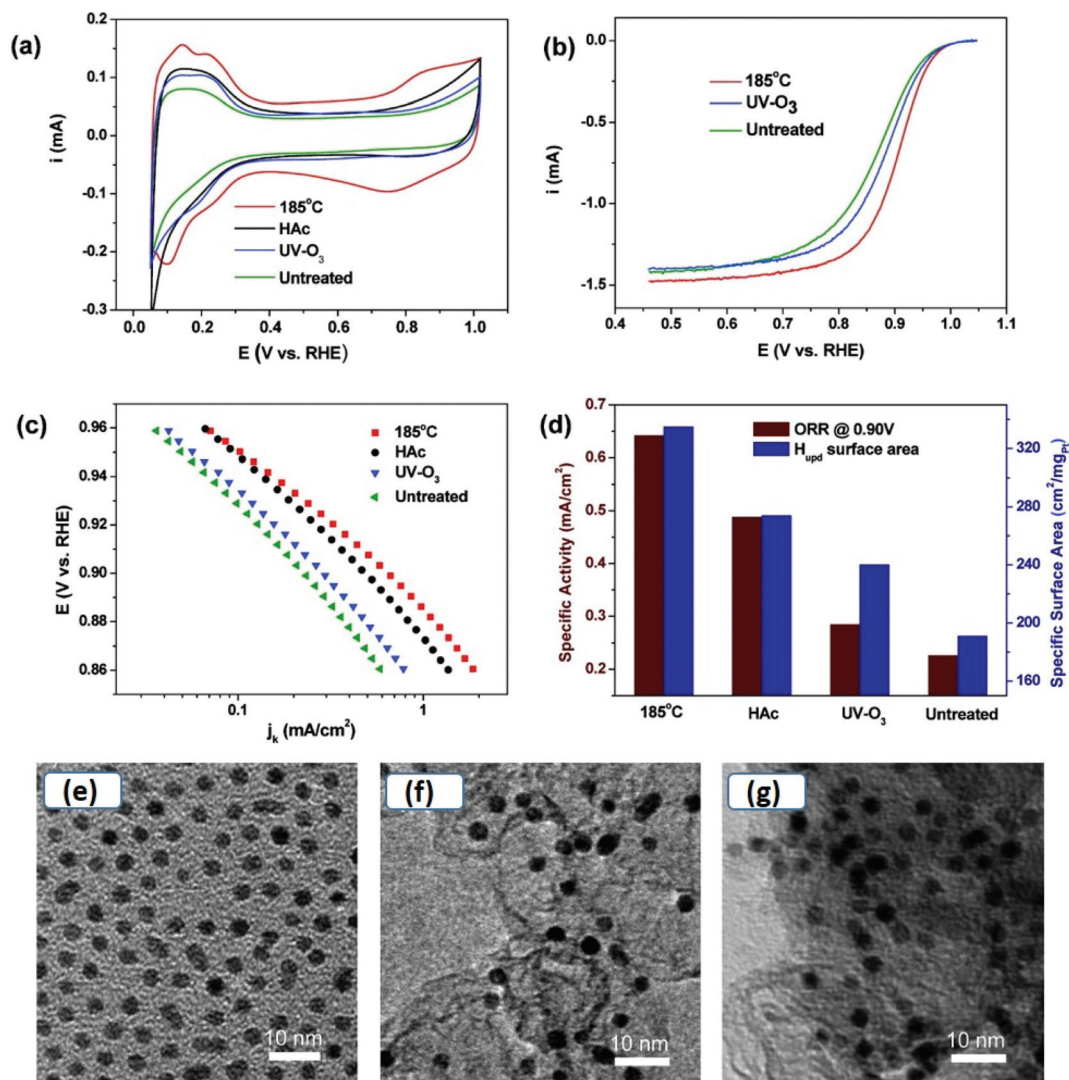 (a)
0.2
0.1
0.0
-0.1
-0.2
-0.3
i (mA)
185°C
HAc
UV-O₃
Untreated
0.0 0.2 0.4 0.6 0.8 1.0
E (V vs. RHE)
(b)
0.0
-0.5
-1.0
-1.5
i (mA)
185°C
UV-O₃
Untreated
0.4 0.5 0.6 0.7 0.8 0.9 1.0 1.1
E (V vs. RHE)
(c)
0.96
0.94
0.92
0.90
0.88
0.86
E (V vs. RHE)
185°C
HAc
UV-O₃
Untreated
0.1 1
jₖ (mA/cm²)
(d)
0.7
0.6
0.5
0.4
0.3
0.2
Specific Activity (mA/cm²)
ORR @ 0.90V
Hupd surface area
320
280
240
200
160
Specific Surface Area (cm²/mgPt)
185°C HAc UV-O₃ Untreated
(e)
10 nm
(f)
10 nm
(g)
10 nm